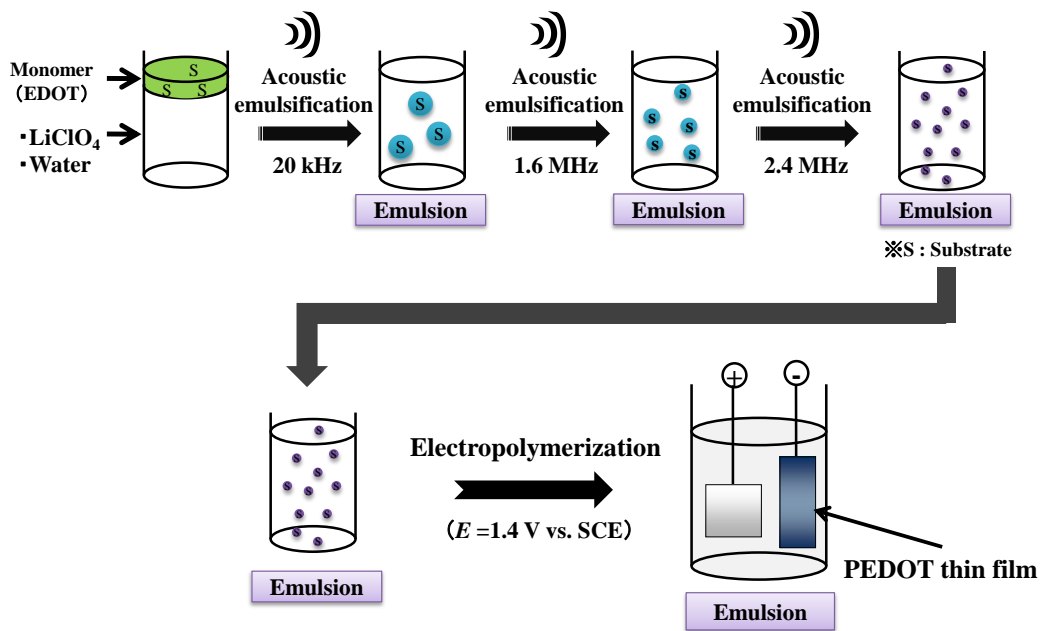 Monomer
（EDOT）
・LiClO₄
・Water
S
S
S
Acoustic
emulsification
20 kHz
S
S
S
Emulsion
Acoustic
emulsification
1.6 MHz
s
s
s
s
s
Emulsion
Acoustic
emulsification
2.4 MHz
S
S
S
S
S
S
S
S
S
S
S
Emulsion
※S : Substrate
S
S
S
S
S
S
S
S
S
S
S
Emulsion
Electropolymerization
（E =1.4 V vs. SCE）
+
-
PEDOT thin film
Emulsion